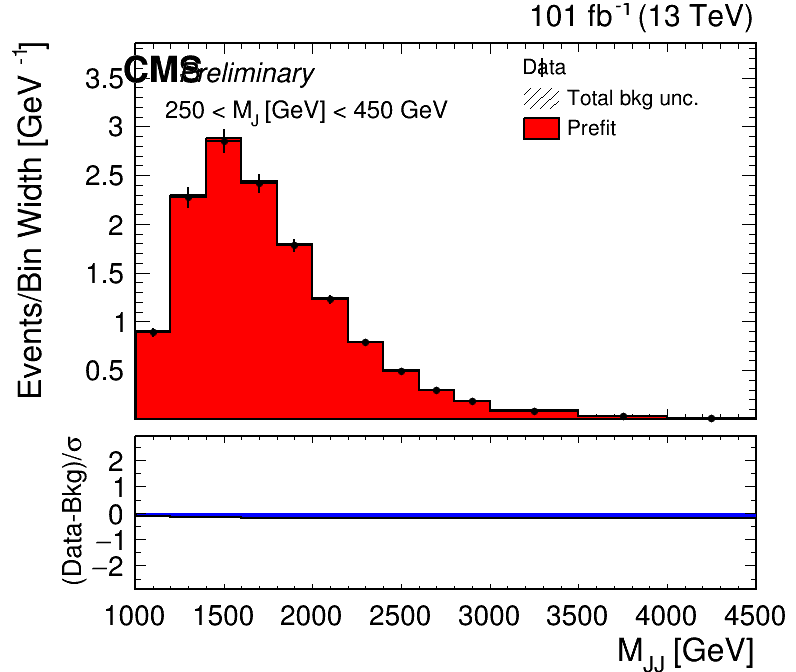 101 fb⁻¹ (13 TeV)
CMS Preliminary
250 < M_J [GeV] < 450 GeV
Data
Total bkg unc.
Prefit
Events/Bin Width [GeV⁻¹]
3.5
3
2.5
2
1.5
1
0.5
(Data-Bkg)/σ
2
1
0
−1
−2
1000 1500 2000 2500 3000 3500 4000 4500
M_JJ [GeV]